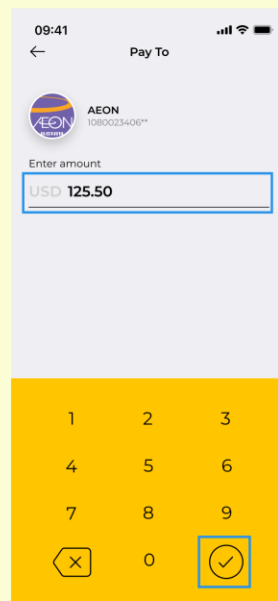 09:41
Pay To
AEON
AEON
1080023406**
Enter amount
USD 125.50
1 2 3
4 5 6
7 8 9
0